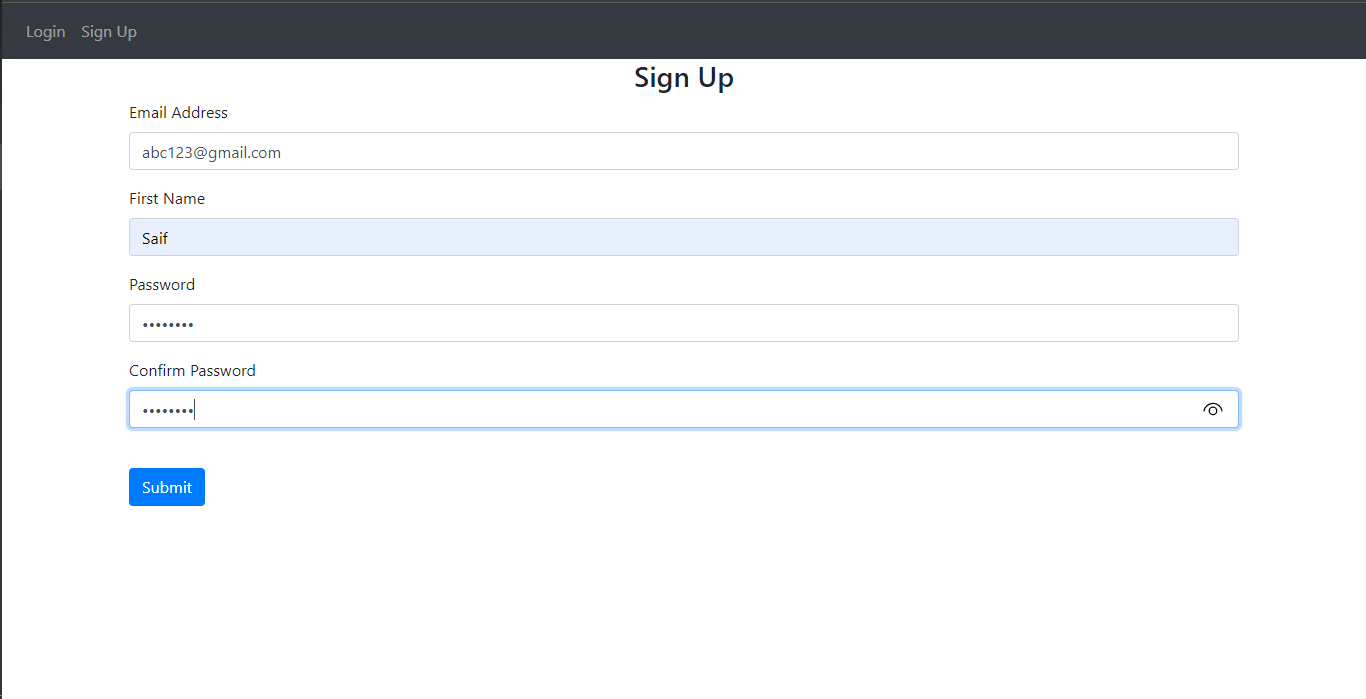 Login Sign Up
Sign Up
Email Address
abc123@gmail.com
First Name
Saif
Password
••••••••
Confirm Password
••••••••
Submit